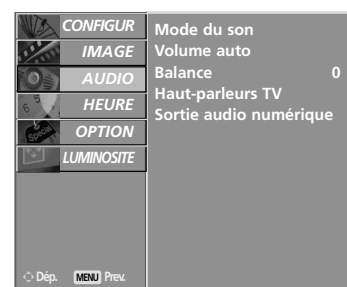 CONFIGUR
IMAGE
AUDIO
HEURE
OPTION
LUMINOSITE
Mode du son
Volume auto
Balance 0
Haut-parleurs TV
Sortie audio numérique
Special
Dép. MENU Prev.